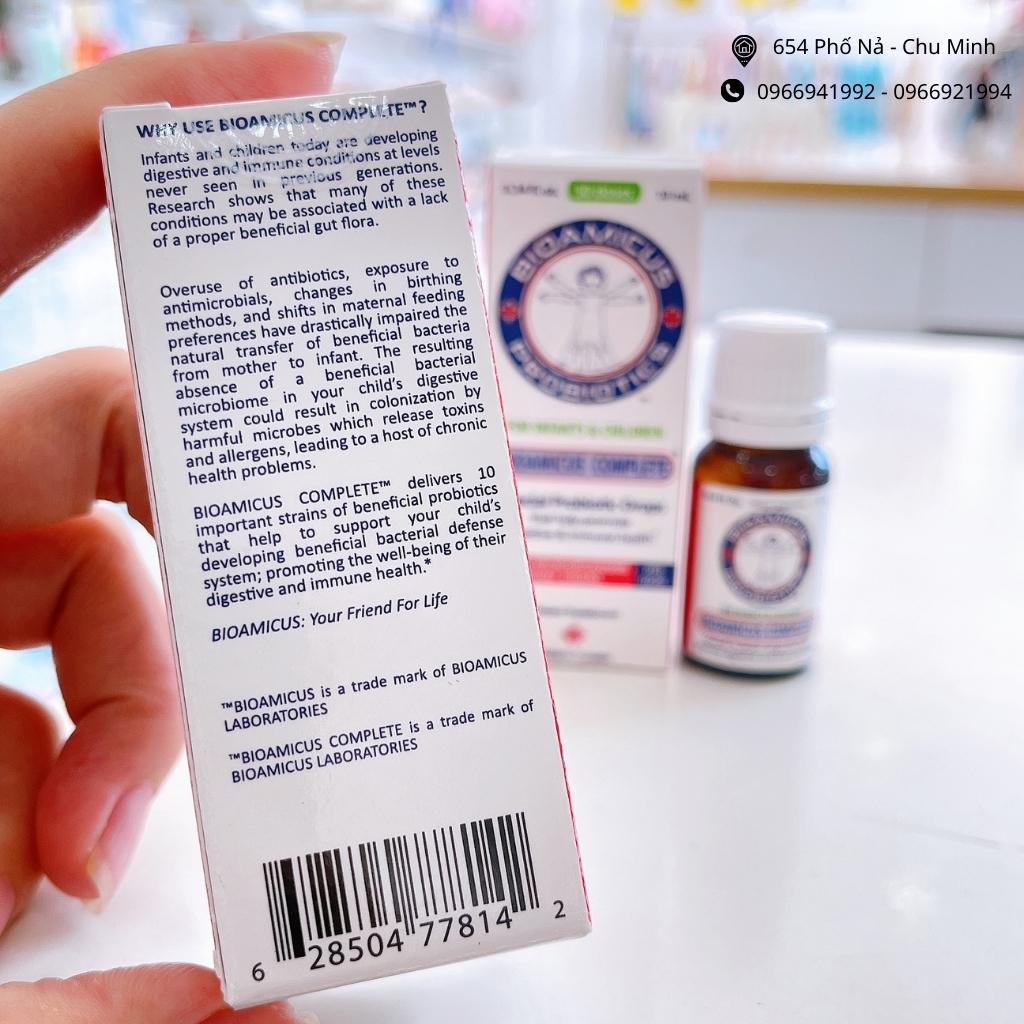 654 Phố Nả - Chu Minh
0966941992 - 0966921994
WHY USE BIOAMICUS COMPLETE™?
Infants and children today are developing
digestive and immune conditions at levels
never seen in previous generations.
Research shows that many of these
conditions may be associated with a lack
of a proper beneficial gut flora.
Overuse of antibiotics, exposure to
antimicrobials, changes in birthing
methods, and shifts in maternal feeding
preferences have drastically impaired the
natural transfer of beneficial bacteria
from mother to infant. The resulting
absence of a beneficial bacterial
microbiome in your child's digestive
system could result in colonization by
harmful microbes which release toxins
and allergens, leading to a host of chronic
health problems.
BIOAMICUS COMPLETE™ delivers 10
important strains of beneficial probiotics
that help to support your child's
developing beneficial bacterial defense
system; promoting the well-being of their
digestive and immune health.*
BIOAMICUS: Your Friend For Life
™BIOAMICUS is a trade mark of BIOAMICUS
LABORATORIES
™BIOAMICUS COMPLETE is a trade mark of
BIOAMICUS LABORATORIES
6 28504 77814 2
BIOAMICUS
PROBIOTICS
BIOAMICUS COMPLETE
Probiotic Drops